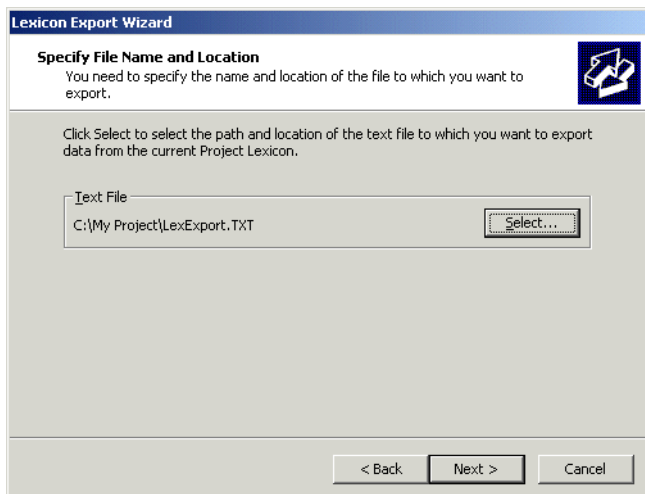 Lexicon Export Wizard
Specify File Name and Location
You need to specify the name and location of the file to which you want to
export.
Click Select to select the path and location of the text file to which you want to export
data from the current Project Lexicon.
Text File
C:\My Project\LexExport.TXT
Select...
< Back
Next >
Cancel